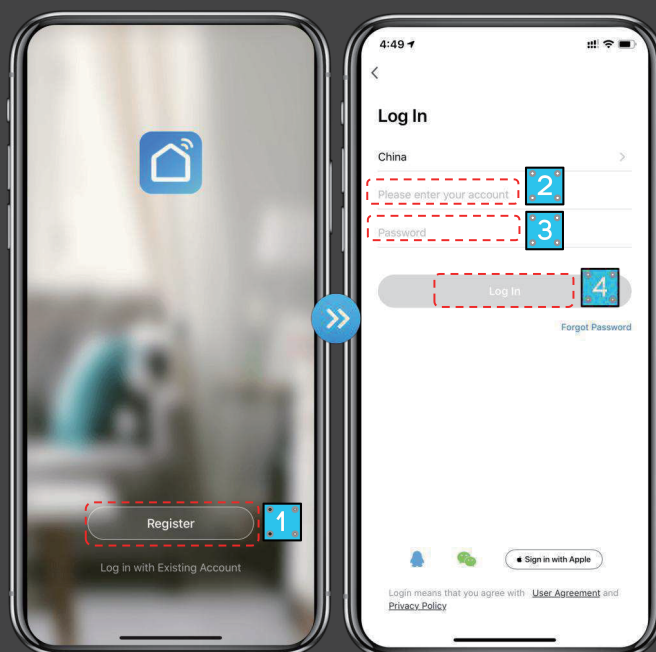 Register
1
Log in with Existing Account
4:49
Log In
China
Please enter your account
2
Password
3
Log In
4
Forgot Password
Sign in with Apple
Login means that you agree with User Agreement and
Privacy Policy